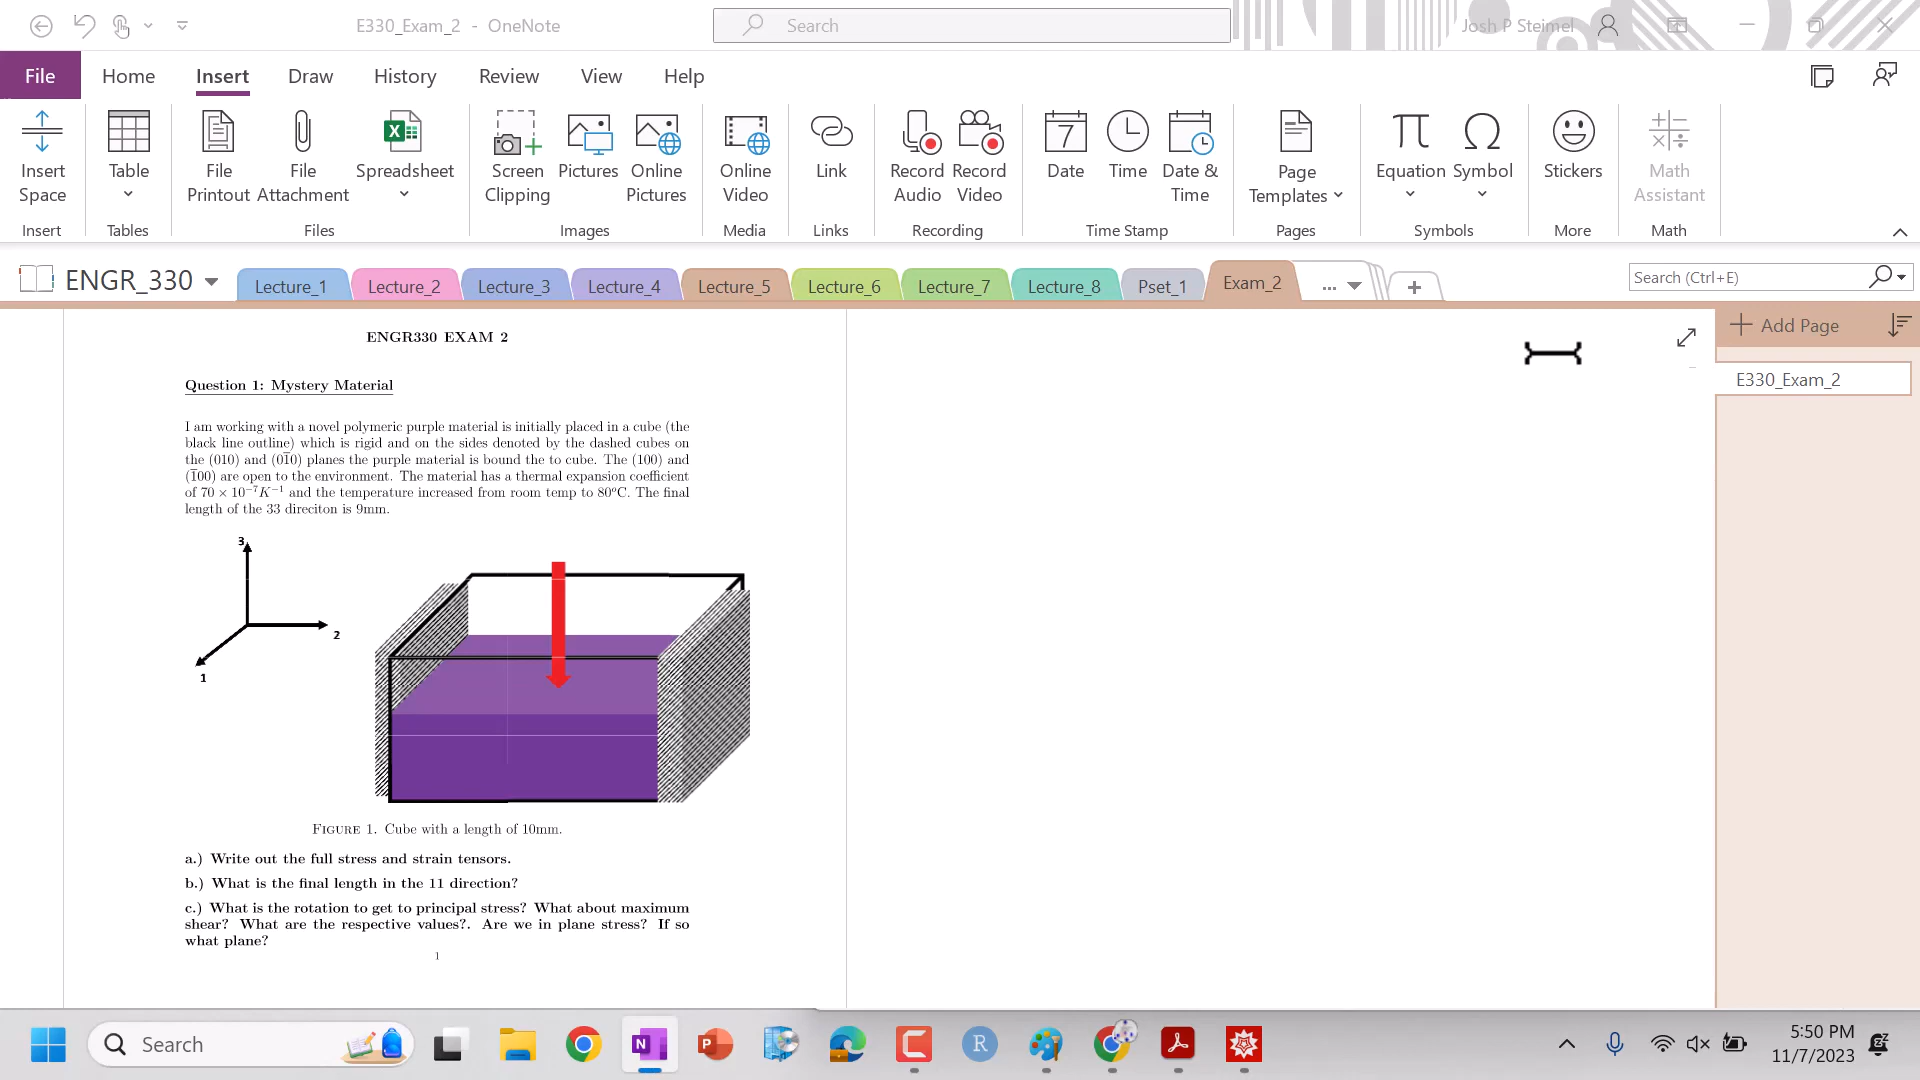 E330_Exam_2 - OneNote
Search
Josh P Steimel
File Home Insert Draw History Review View Help
Insert Space
Table
File Printout
File Attachment
Spreadsheet
Screen Clipping
Pictures
Online Pictures
Online Video
Link
Record Audio
Record Video
7
Date
Time
Date & Time
Page Templates
π
Equation
Ω
Symbol
Stickers
Math Assistant
Insert Tables Files Images Media Links Recording Time Stamp Pages Symbols More Math
ENGR_330
Lecture_1 Lecture_2 Lecture_3 Lecture_4 Lecture_5 Lecture_6 Lecture_7 Lecture_8 Pset_1 Exam_2 ... +
Search (Ctrl+E)
Add Page
E330_Exam_2
ENGR330 EXAM 2
Question 1: Mystery Material
I am working with a novel polymeric purple material is initially placed in a cube (the
black line outline) which is rigid and on the sides denoted by the dashed cubes on
the (010) and (01̅0) planes the purple material is bound the to cube. The (100) and
(1̅00) are open to the environment. The material has a thermal expansion coefficient
of 70 × 10⁻⁷K⁻¹ and the temperature increased from room temp to 80°C. The final
length of the 33 direciton is 9mm.
3
2
1
Figure 1. Cube with a length of 10mm.
a.) Write out the full stress and strain tensors.
b.) What is the final length in the 11 direction?
c.) What is the rotation to get to principal stress? What about maximum
shear? What are the respective values?. Are we in plane stress? If so
what plane?
1
Search
N
P
R
5:50 PM
11/7/2023